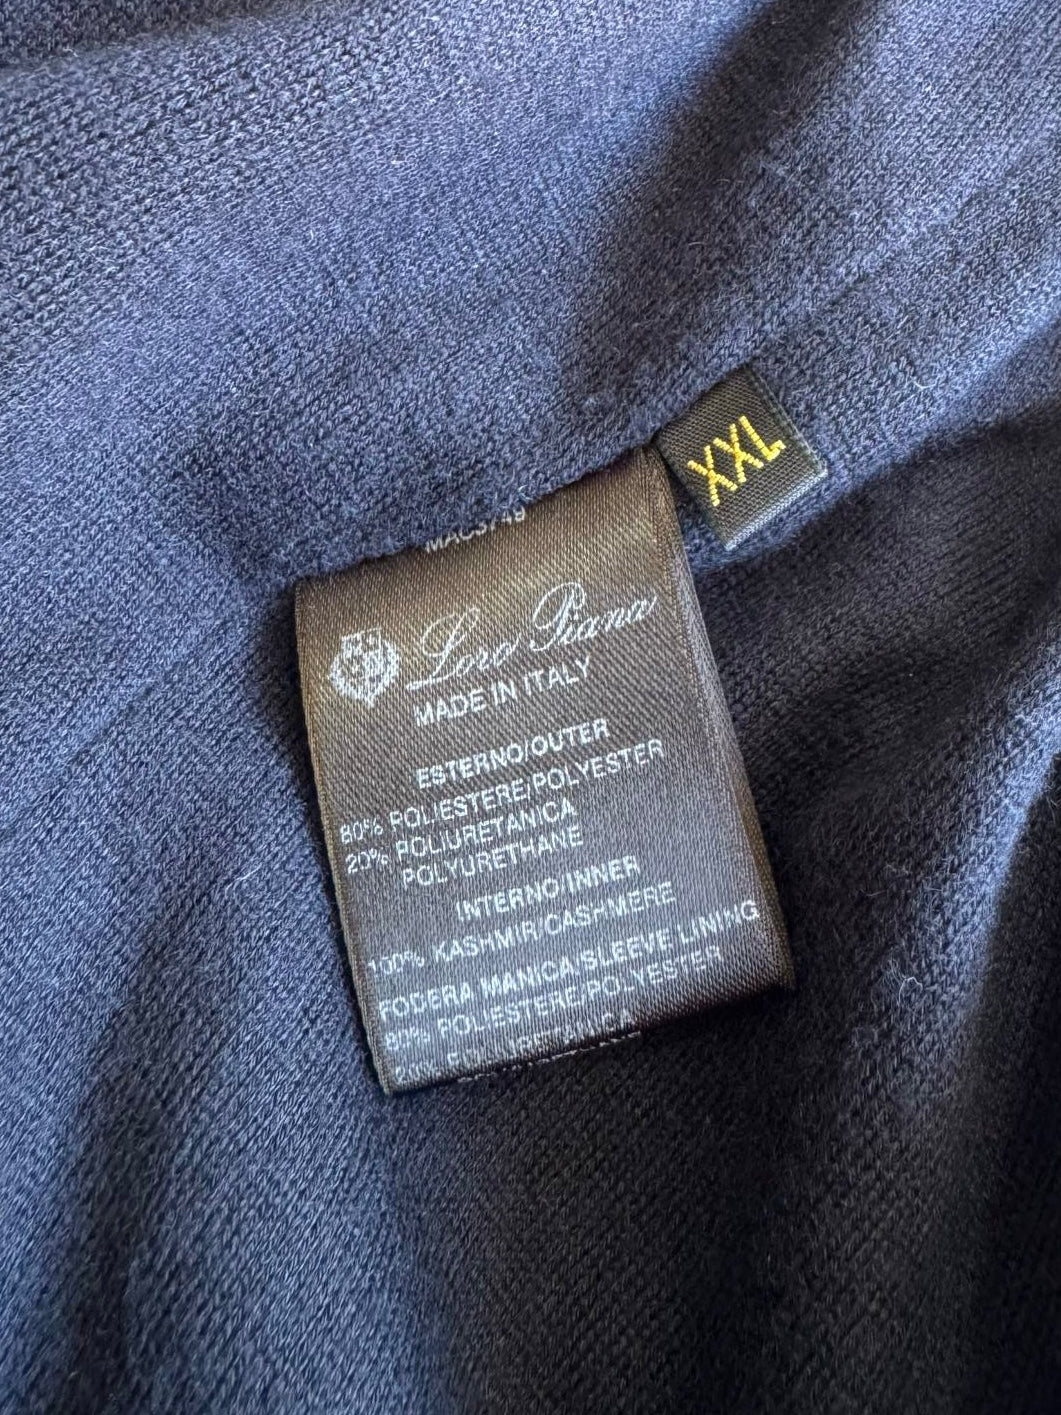 XXL
Loro Piana
MADE IN ITALY
ESTERNO/OUTER
80% POLIESTERE/POLYESTER
20% POLIURETANICA
POLYURETHANE
INTERNO/INNER
100% KASHMIR/CASHMERE
FODERA MANICA/SLEEVE LINING
80% POLIESTERE/POLYESTER